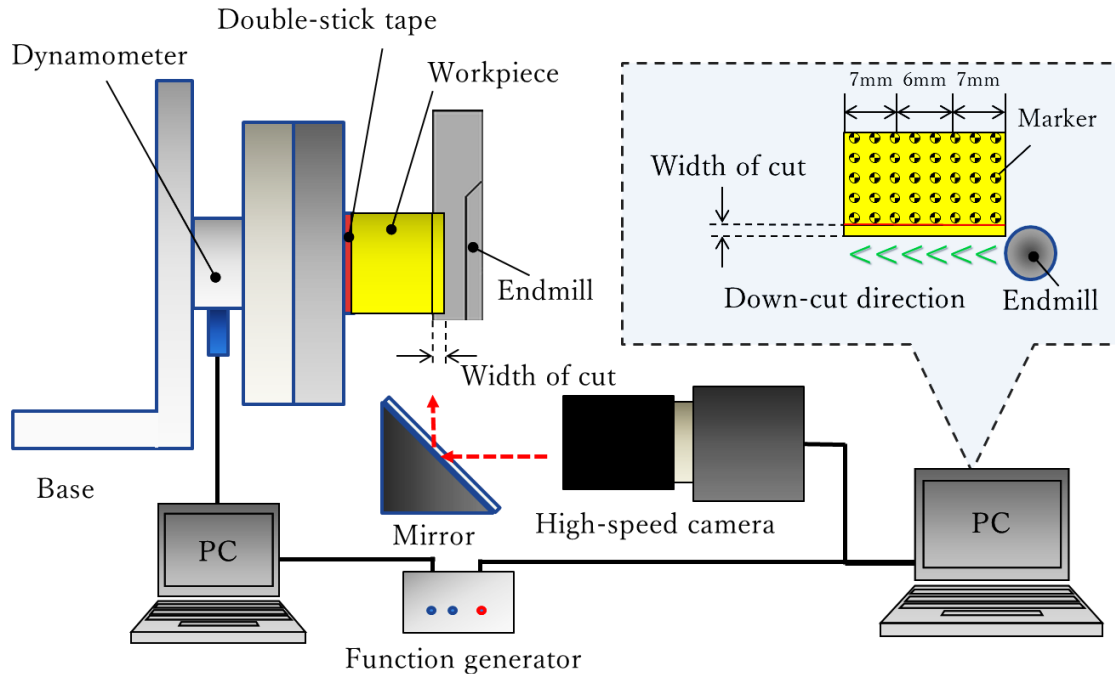 Double-stick tape
Dynamometer
Workpiece
7mm 6mm 7mm
Marker
Width of cut
Endmill
Down-cut direction
Endmill
Width of cut
Base
Mirror
High-speed camera
PC
PC
Function generator